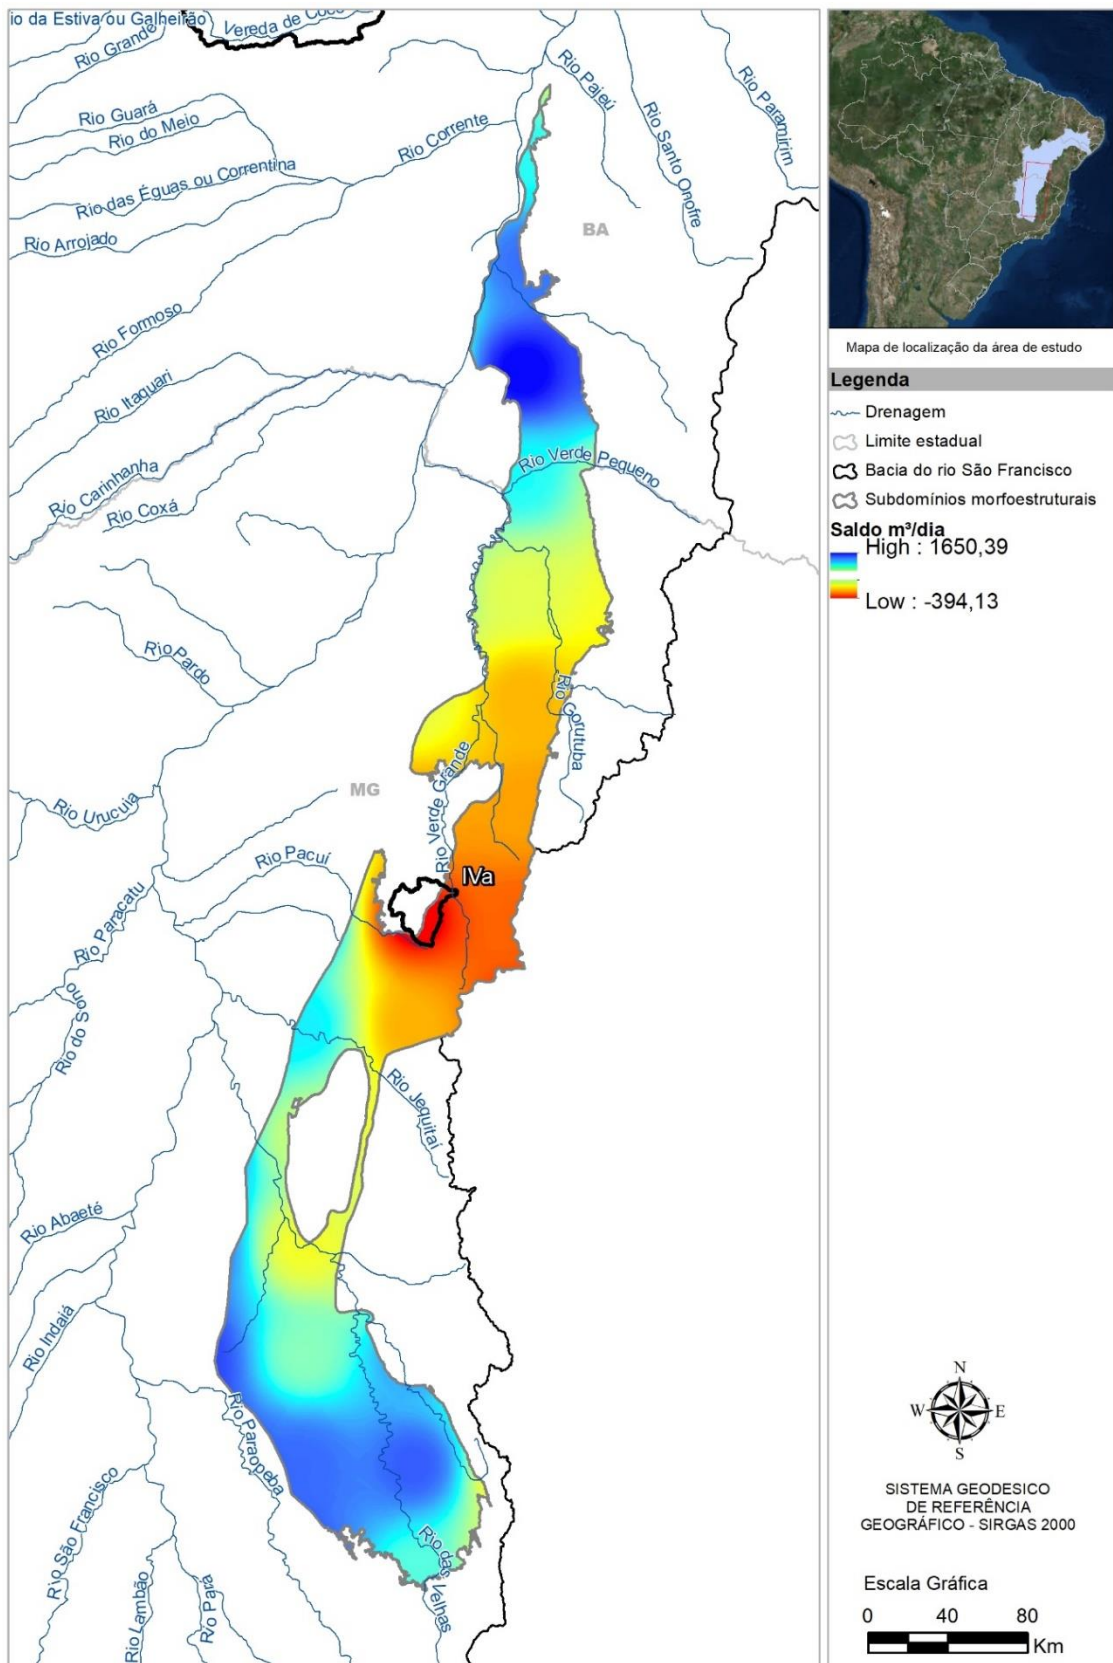 io da Estiva ou Galheirão
Vereda de Coco
Rio Grande
Rio Pajeú
Rio Paramirim
Rio Guará
Rio do Meio
Rio Corrente
Rio Santo Onofre
Rio das Éguas ou Correntina
BA
Rio Arrojado
Rio Formoso
Rio Itaguari
Rio Verde Pequeno
Rio Carinhanha
Rio Coxá
Rio Pardo
Rio Gorutuba
Rio Verde Grande
MG
Rio Urucuia
Rio Pacuí
IVa
Rio Paracatu
Rio do Sono
Rio Jequitaí
Rio Abaeté
Rio Indaiá
Rio Paraopeba
Rio São Francisco
Rio das Velhas
Rio Lambão
Rio Pará
Mapa de localização da área de estudo
Legenda
Drenagem
Limite estadual
Bacia do rio São Francisco
Subdomínios morfoestruturais
Saldo m³/dia
High : 1650,39
Low : -394,13
N
W E
S
SISTEMA GEODESICO
DE REFERÊNCIA
GEOGRÁFICO - SIRGAS 2000
Escala Gráfica
0 40 80
Km